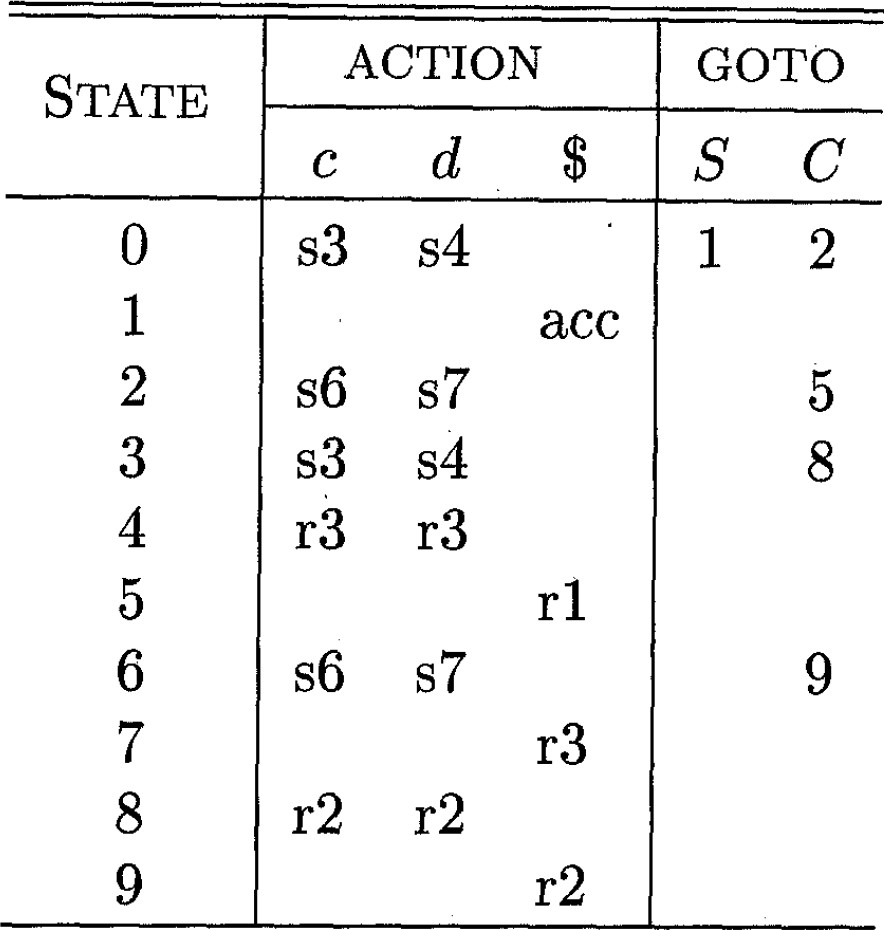 STATE ACTION GOTO
c d $ S C
0 s3 s4 1 2
1 acc
2 s6 s7 5
3 s3 s4 8
4 r3 r3
5 r1
6 s6 s7 9
7 r3
8 r2 r2
9 r2